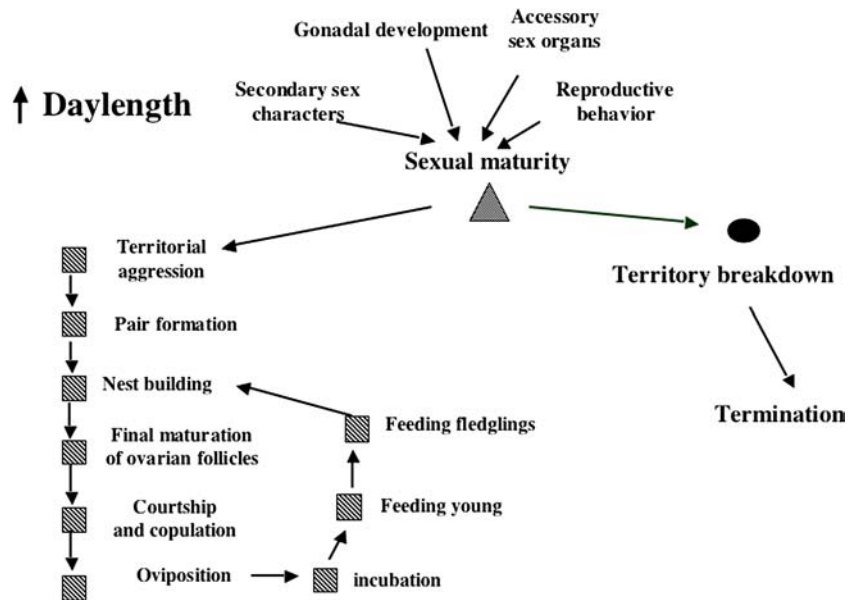 Gonadal development
Accessory
sex organs
Daylength
Secondary sex
characters
Reproductive
behavior
Sexual maturity
Territorial
aggression
Territory breakdown
Pair formation
Nest building
Feeding fledglings
Termination
Final maturation
of ovarian follicles
Feeding young
Courtship
and copulation
Oviposition
incubation